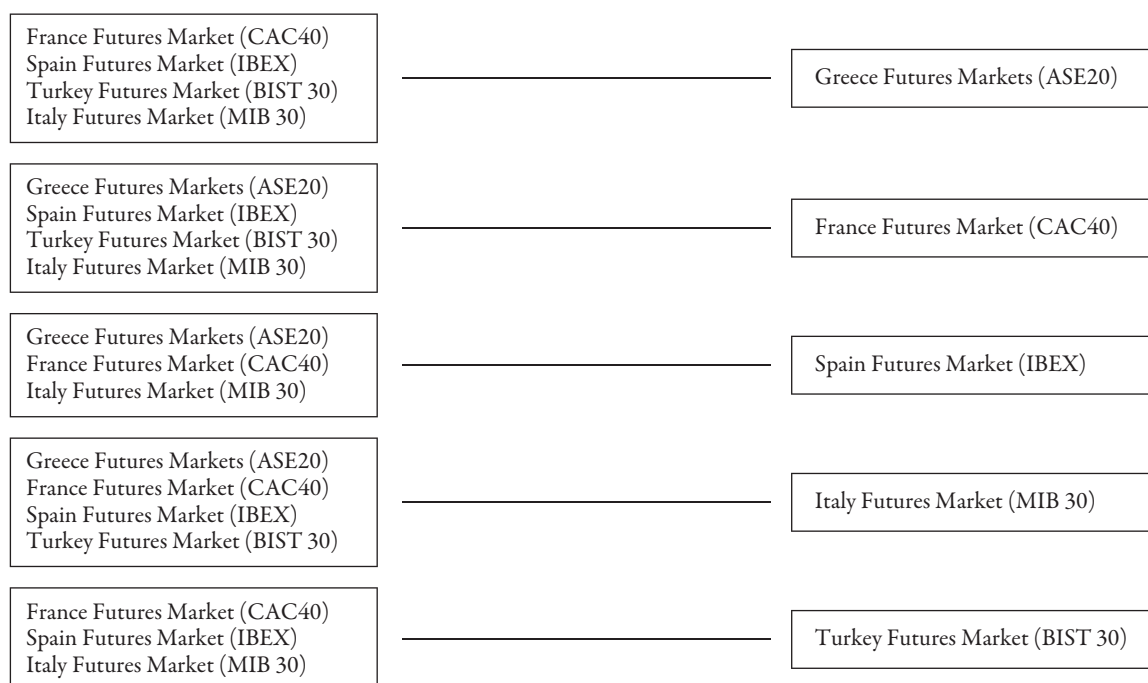 France Futures Market (CAC40)
Spain Futures Market (IBEX)
Turkey Futures Market (BIST 30)
Italy Futures Market (MIB 30)
Greece Futures Markets (ASE20)
Greece Futures Markets (ASE20)
Spain Futures Market (IBEX)
Turkey Futures Market (BIST 30)
Italy Futures Market (MIB 30)
France Futures Market (CAC40)
Greece Futures Markets (ASE20)
France Futures Market (CAC40)
Italy Futures Market (MIB 30)
Spain Futures Market (IBEX)
Greece Futures Markets (ASE20)
France Futures Market (CAC40)
Spain Futures Market (IBEX)
Turkey Futures Market (BIST 30)
Italy Futures Market (MIB 30)
France Futures Market (CAC40)
Spain Futures Market (IBEX)
Italy Futures Market (MIB 30)
Turkey Futures Market (BIST 30)